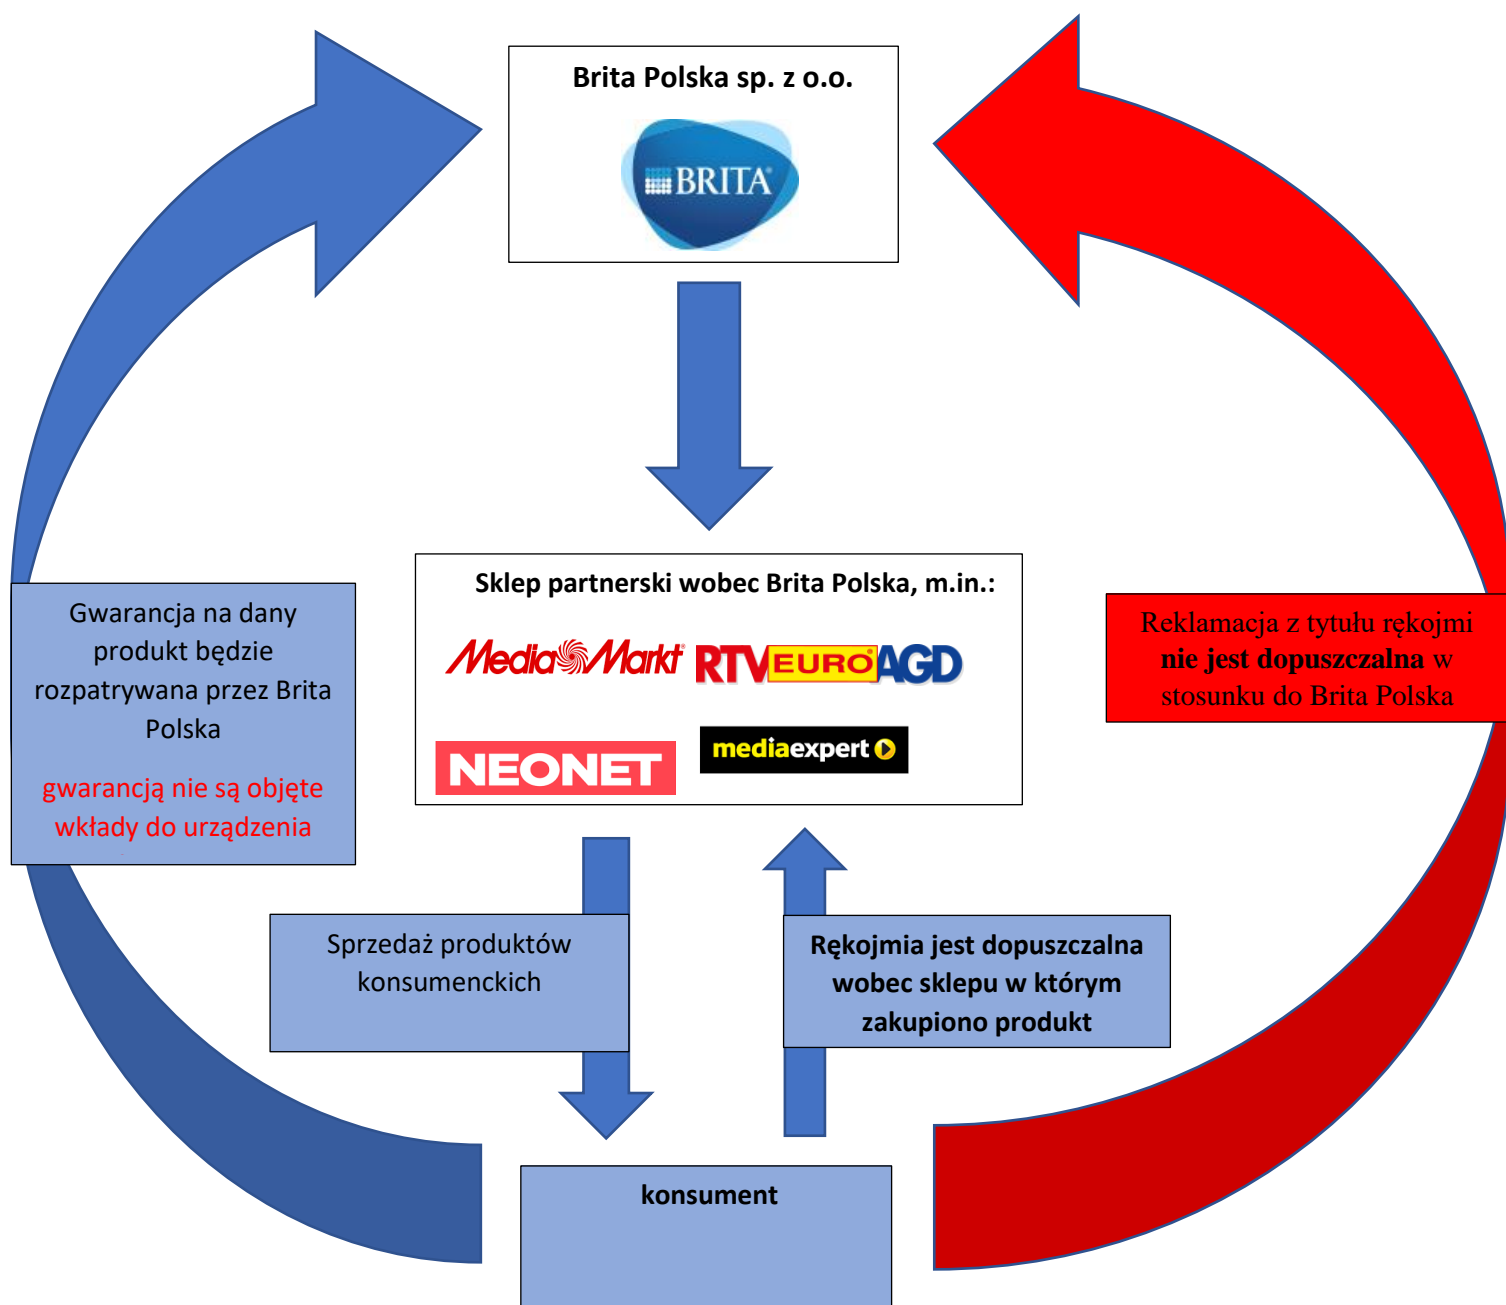 Brita Polska sp. z o.o.
BRITA
Sklep partnerski wobec Brita Polska, m.in.:
Media Markt
RTV EURO AGD
NEONET
mediaexpert
Gwarancja na dany
produkt będzie
rozpatrywana przez Brita
Polska
gwarancją nie są objęte
wkłady do urządzenia
Reklamacja z tytułu rękojmi
nie jest dopuszczalna w
stosunku do Brita Polska
Sprzedaż produktów
konsumenckich
Rękojmia jest dopuszczalna
wobec sklepu w którym
zakupiono produkt
konsument